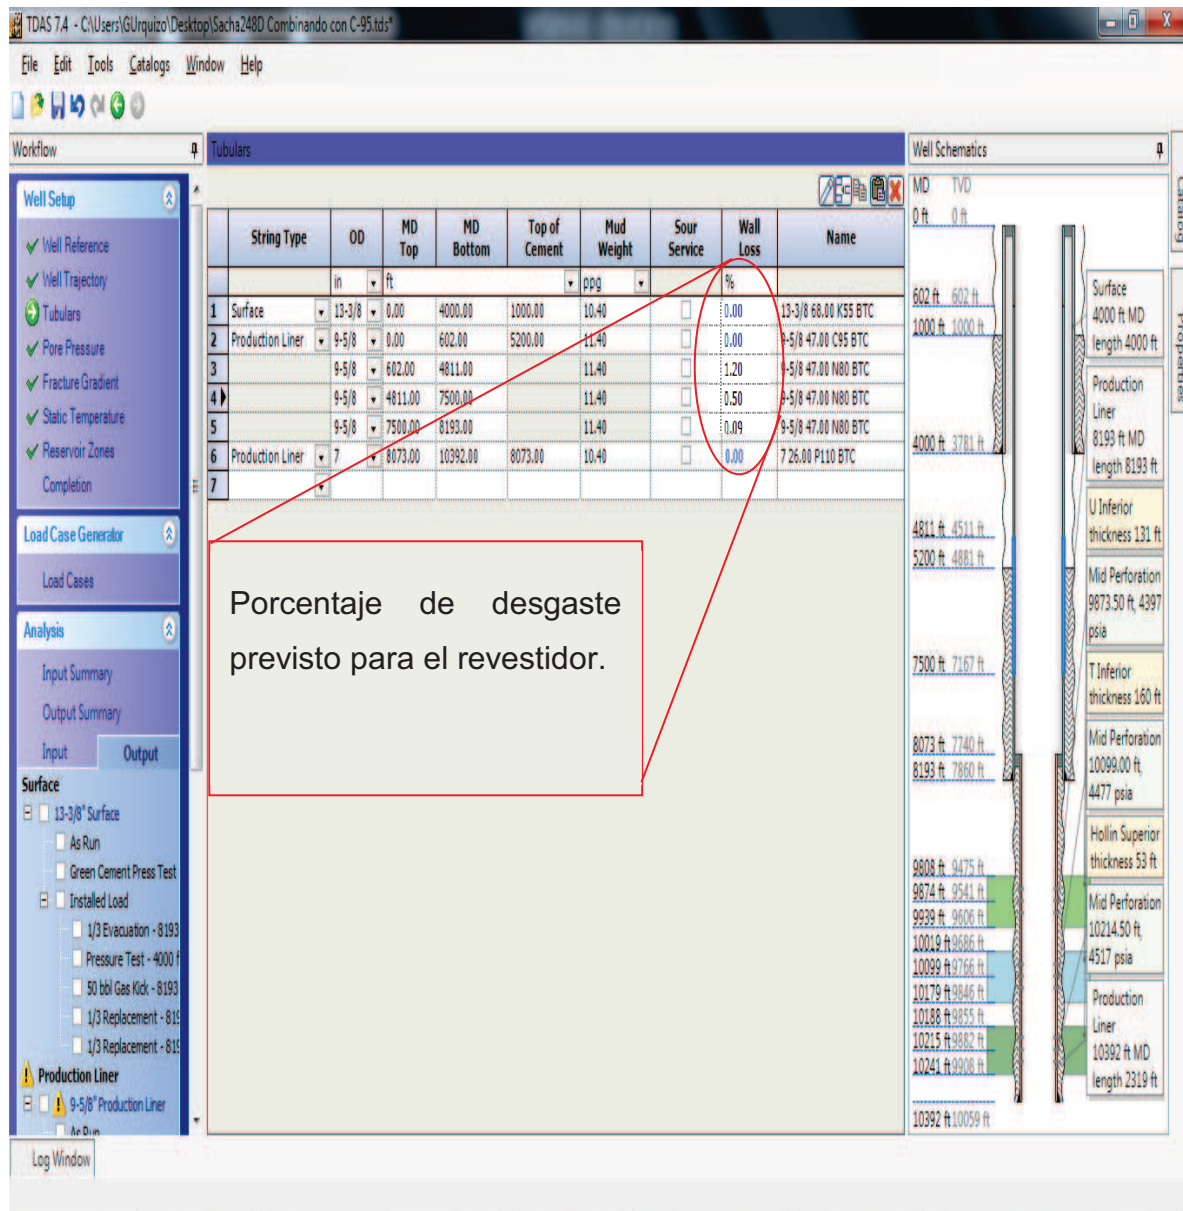 TDAS 7.4 - C:\Users\GUrquizo\Desktop\Sacha248D Combinando con C-95.tds*
File Edit Tools Catalogs Window Help
Workflow
Well Setup
Well Reference
Well Trajectory
Tubulars
Pore Pressure
Fracture Gradient
Static Temperature
Reservoir Zones
Completion
Load Case Generator
Load Cases
Analysis
Input Summary
Output Summary
Input Output
Surface
13-3/8" Surface
As Run
Green Cement Press Test
Installed Load
1/3 Evacuation - 8193
Pressure Test - 4000 f
50 bbl Gas Kick - 8193
1/3 Replacement - 819
1/3 Replacement - 819
Production Liner
9-5/8" Production Liner
As Run
Log Window
Tubulars
String Type OD MD Top MD Bottom Top of Cement Mud Weight Sour Service Wall Loss Name
in ft ppg %
1 Surface 13-3/8 0.00 4000.00 1000.00 10.40 0.00 13-3/8 68.00 K55 BTC
2 Production Liner 9-5/8 0.00 602.00 5200.00 11.40 0.00 9-5/8 47.00 C95 BTC
3 9-5/8 602.00 4811.00 11.40 1.20 9-5/8 47.00 N80 BTC
4 9-5/8 4811.00 7500.00 11.40 0.50 9-5/8 47.00 N80 BTC
5 9-5/8 7500.00 8193.00 11.40 0.09 9-5/8 47.00 N80 BTC
6 Production Liner 7 8073.00 10392.00 8073.00 10.40 0.00 7 26.00 P110 BTC
7
Porcentaje de desgaste
previsto para el revestidor.
Well Schematics
MD TVD
0 ft 0 ft
602 ft 602 ft
1000 ft 1000 ft
4000 ft 3781 ft
4811 ft 4511 ft
5200 ft 4881 ft
7500 ft 7167 ft
8073 ft 7740 ft
8193 ft 7860 ft
9808 ft 9475 ft
9874 ft 9541 ft
9939 ft 9606 ft
10019 ft 9686 ft
10099 ft 9766 ft
10179 ft 9846 ft
10188 ft 9855 ft
10215 ft 9882 ft
10241 ft 9908 ft
10392 ft 10059 ft
Surface
4000 ft MD
length 4000 ft
Production
Liner
8193 ft MD
length 8193 ft
U Inferior
thickness 131 ft
Mid Perforation
9873.50 ft, 4397
psia
T Inferior
thickness 160 ft
Mid Perforation
10099.00 ft,
4477 psia
Hollin Superior
thickness 53 ft
Mid Perforation
10214.50 ft,
4517 psia
Production
Liner
10392 ft MD
length 2319 ft
Catalog
Properties